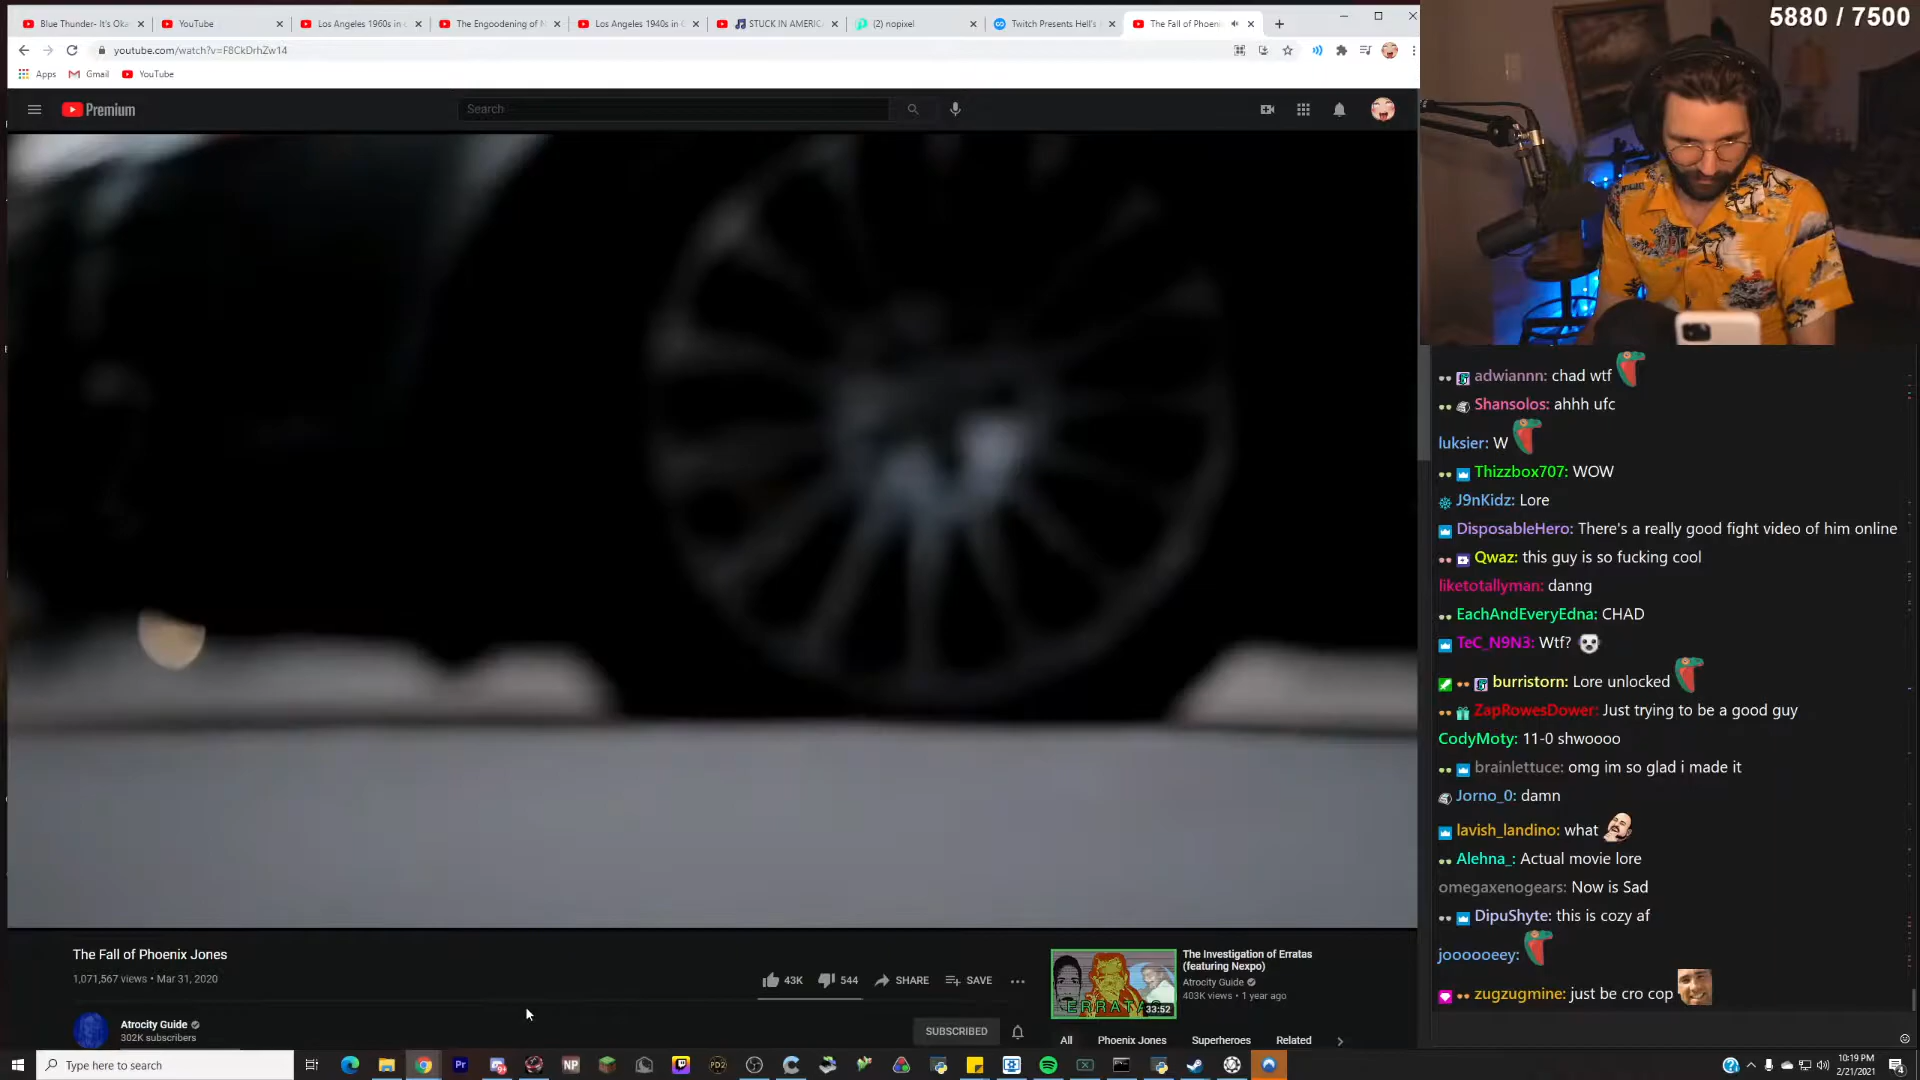 Blue Thunder- It's Oka
YouTube
Los Angeles 1960s in c
The Engoodening of N
Los Angeles 1940s in C
STUCK IN AMERIC
(2) nopixel
Twitch Presents Hell's
The Fall of Phoeni
youtube.com/watch?v=F8CkDrhZw14
Apps
Gmail
YouTube
Premium
Search
5880 / 7500
adwiannn: chad wtf
Shansolos: ahhh ufc
luksier: W
Thizzbox707: WOW
J9nKidz: Lore
DisposableHero: There's a really good fight video of him online
Qwaz: this guy is so fucking cool
liketotallyman: danng
EachAndEveryEdna: CHAD
TeC_N9N3: Wtf?
burristorn: Lore unlocked
ZapRowesDower: Just trying to be a good guy
CodyMoty: 11-0 shwoooo
brainlettuce: omg im so glad i made it
Jorno_0: damn
lavish_landino: what
Alehna_: Actual movie lore
omegaxenogears: Now is Sad
DipuShyte: this is cozy af
joooooeey:
zugzugmine: just be cro cop
The Fall of Phoenix Jones
1,071,567 views • Mar 31, 2020
43K
544
SHARE
SAVE
Atrocity Guide
302K subscribers
SUBSCRIBED
ERRATAS
33:52
The Investigation of Erratas
(featuring Nexpo)
Atrocity Guide
403K views • 1 year ago
All
Phoenix Jones
Superheroes
Related
Type here to search
Pr
NP
PD2
10:19 PM
2/21/2021